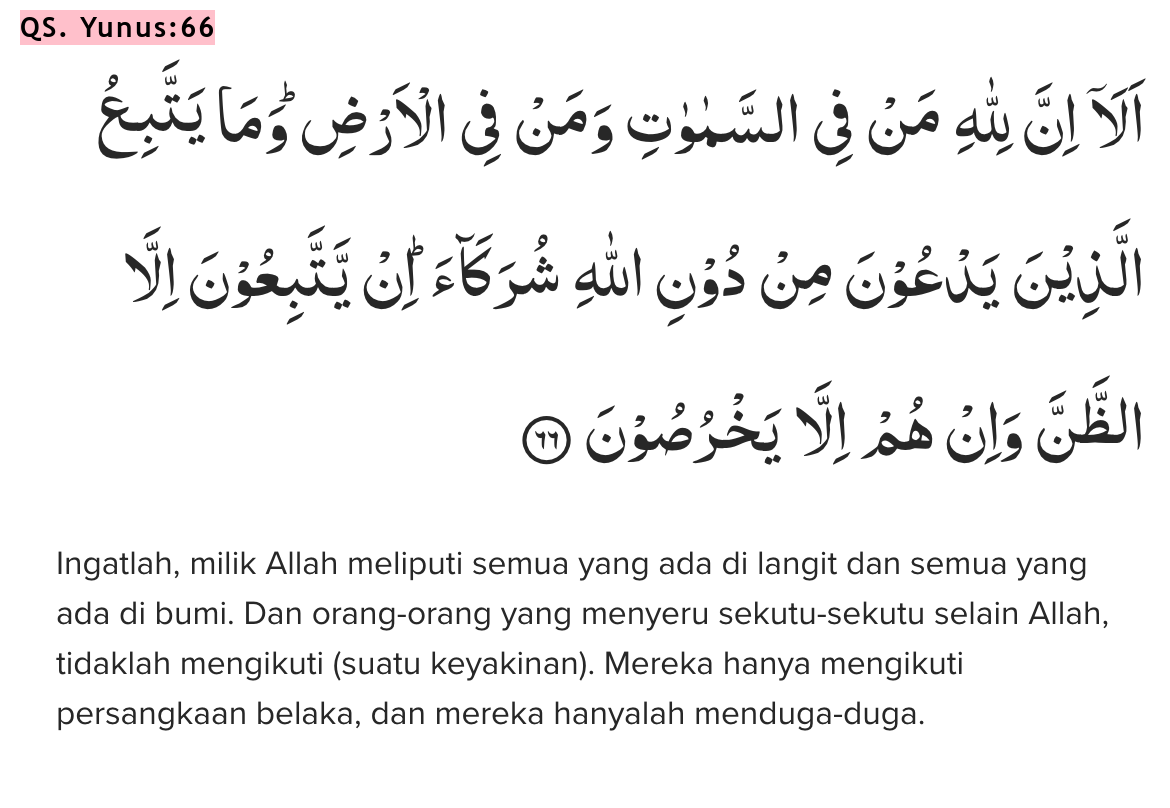 QS. Yunus:66
اَلَآ اِنَّ لِلّٰهِ مَنْ فِى السَّمٰوٰتِ وَمَنْ فِى الْاَرْضِ ۗوَمَا يَتَّبِعُ
الَّذِيْنَ يَدْعُوْنَ مِنْ دُوْنِ اللّٰهِ شُرَكَاۤءَ ۗاِنْ يَّتَّبِعُوْنَ اِلَّا
الظَّنَّ وَاِنْ هُمْ اِلَّا يَخْرُصُوْنَ ٦٦
Ingatlah, milik Allah meliputi semua yang ada di langit dan semua yang
ada di bumi. Dan orang-orang yang menyeru sekutu-sekutu selain Allah,
tidaklah mengikuti (suatu keyakinan). Mereka hanya mengikuti
persangkaan belaka, dan mereka hanyalah menduga-duga.